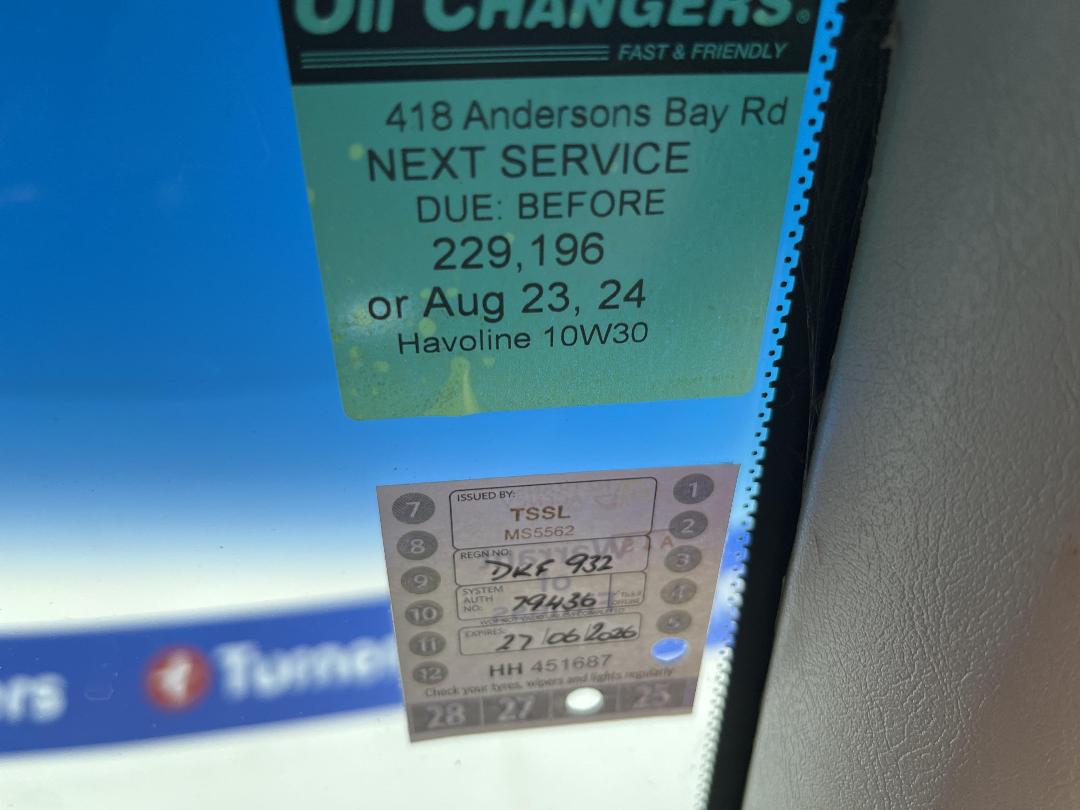 Oil CHANGERS®
FAST & FRIENDLY
418 Andersons Bay Rd
NEXT SERVICE
DUE: BEFORE
229,196
or Aug 23, 24
Havoline 10W30
7 ISSUED BY: 1
TSSL
MS5562
8 2
REGN NO: DKF 932
9 3
SYSTEM
AUTH
NO: 79436
10 4
EXPIRES: 27/06/2026
11 5
HH 451687
12
Check your tyres, wipers and lights regularly
28 27 25
ors Turne